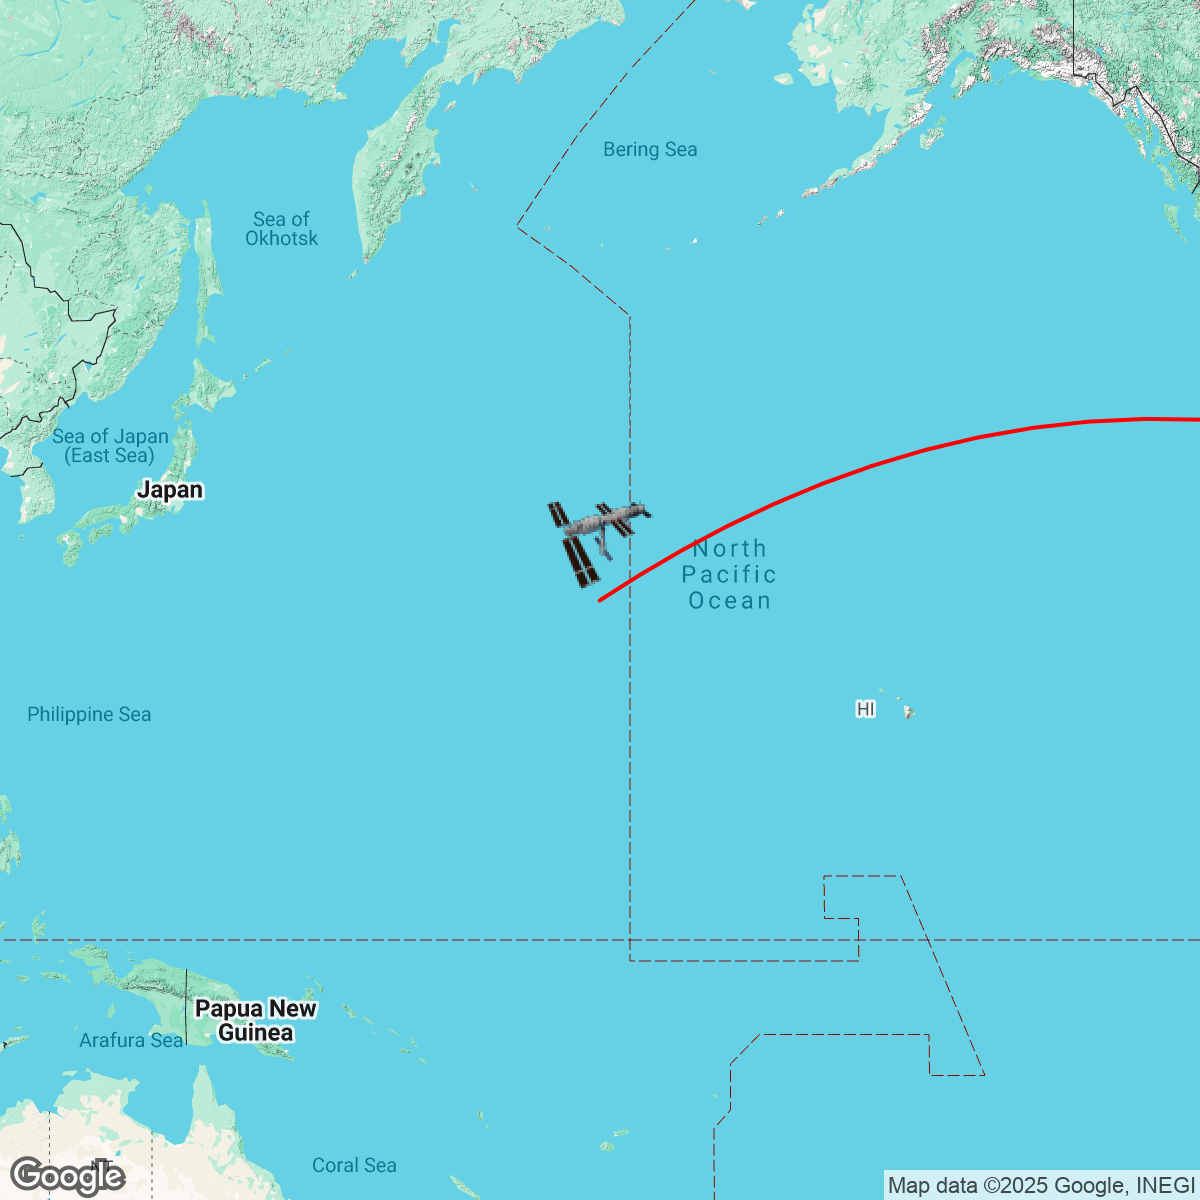 Bering Sea
Sea of
Okhotsk
Sea of Japan
(East Sea)
Japan
North
Pacific
Ocean
HI
Philippine Sea
Papua New
Guinea
Arafura Sea
Coral Sea
NT
Google
Map data ©2025 Google, INEGI